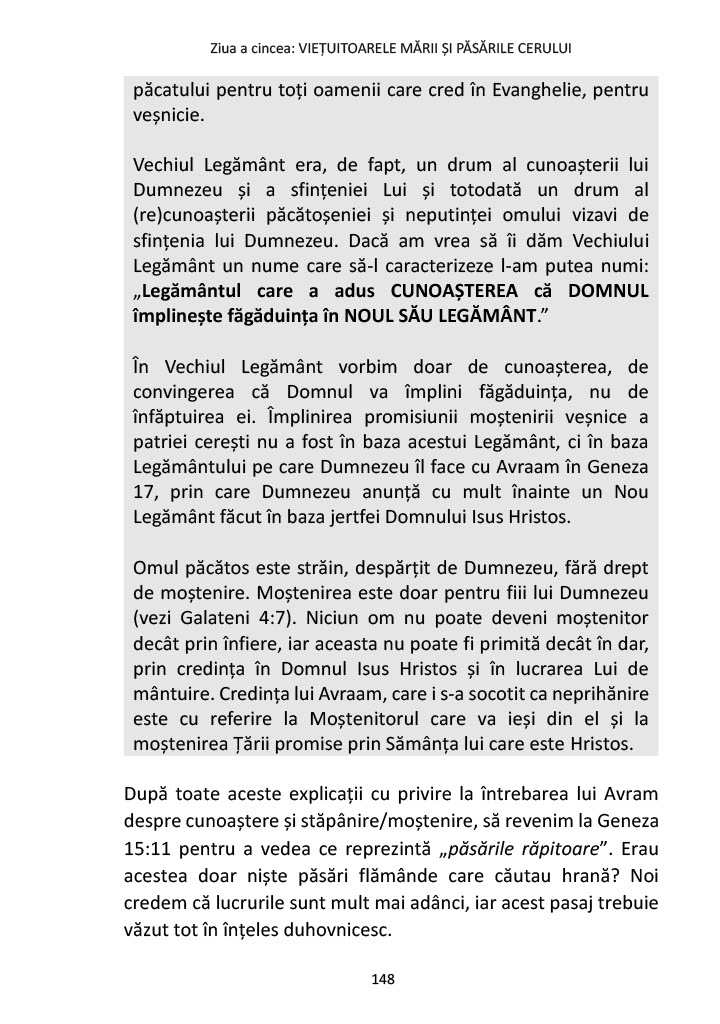 Ziua a cincea: VIEȚUITOARELE MĂRII ȘI PĂSĂRILE CERULUI
păcatului pentru toți oamenii care cred în Evanghelie, pentru
veșnicie.
Vechiul Legământ era, de fapt, un drum al cunoașterii lui
Dumnezeu și a sfințeniei Lui și totodată un drum al
(re)cunoașterii păcătoșeniei și neputinței omului vizavi de
sfințenia lui Dumnezeu. Dacă am vrea să îi dăm Vechiului
Legământ un nume care să-l caracterizeze l-am putea numi:
„Legământul care a adus CUNOAȘTEREA că DOMNUL
împlinește făgăduința în NOUL SĂU LEGĂMÂNT.”
În Vechiul Legământ vorbim doar de cunoașterea, de
convingerea că Domnul va împlini făgăduința, nu de
înfăptuirea ei. Împlinirea promisiunii moștenirii veșnice a
patriei cerești nu a fost în baza acestui Legământ, ci în baza
Legământului pe care Dumnezeu îl face cu Avraam în Geneza
17, prin care Dumnezeu anunță cu mult înainte un Nou
Legământ făcut în baza jertfei Domnului Isus Hristos.
Omul păcătos este străin, despărțit de Dumnezeu, fără drept
de moștenire. Moștenirea este doar pentru fiii lui Dumnezeu
(vezi Galateni 4:7). Niciun om nu poate deveni moștenitor
decât prin înfiere, iar aceasta nu poate fi primită decât în dar,
prin credința în Domnul Isus Hristos și în lucrarea Lui de
mântuire. Credința lui Avraam, care i s-a socotit ca neprihănire
este cu referire la Moștenitorul care va ieși din el și la
moștenirea Țării promise prin Sămânța lui care este Hristos.
După toate aceste explicații cu privire la întrebarea lui Avram
despre cunoaștere și stăpânire/moștenire, să revenim la Geneza
15:11 pentru a vedea ce reprezintă „păsările răpitoare”. Erau
acestea doar niște păsări flămânde care căutau hrană? Noi
credem că lucrurile sunt mult mai adânci, iar acest pasaj trebuie
văzut tot în înțeles duhovnicesc.
148